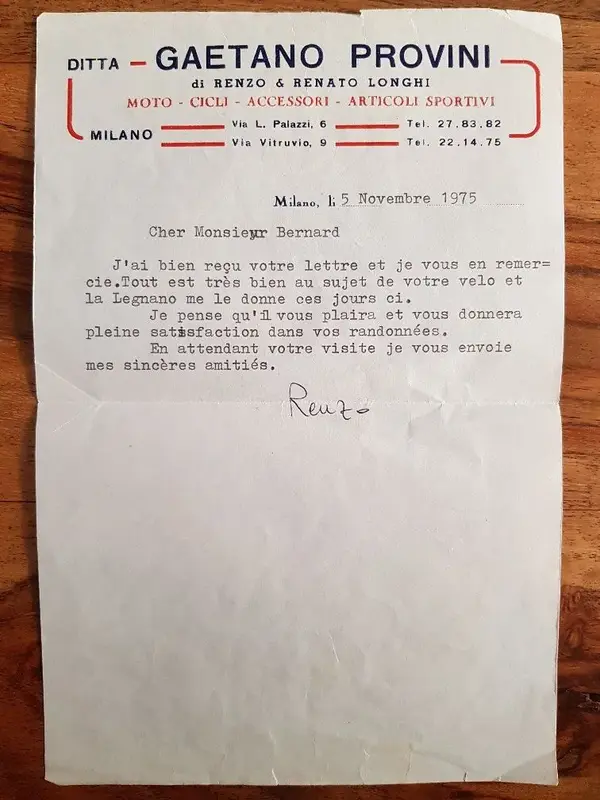 DITTA - GAETANO PROVINI
di RENZO & RENATO LONGHI
MOTO - CICLI - ACCESSORI - ARTICOLI SPORTIVI
MILANO
Via L. Palazzi, 6 Tel. 27.83.82
Via Vitruvio, 9 Tel. 22.14.75
Milano, li 5 Novembre 1975
Cher Monsieur Bernard
J'ai bien reçu votre lettre et je vous en remer=
cie.Tout est très bien au sujet de votre velo et
la Legnano me le donne ces jours ci.
Je pense qu'il vous plaira et vous donnera
pleine satisfaction dans vos randonnées.
En attendant votre visite je vous envoie
mes sincères amitiés.
Renzo